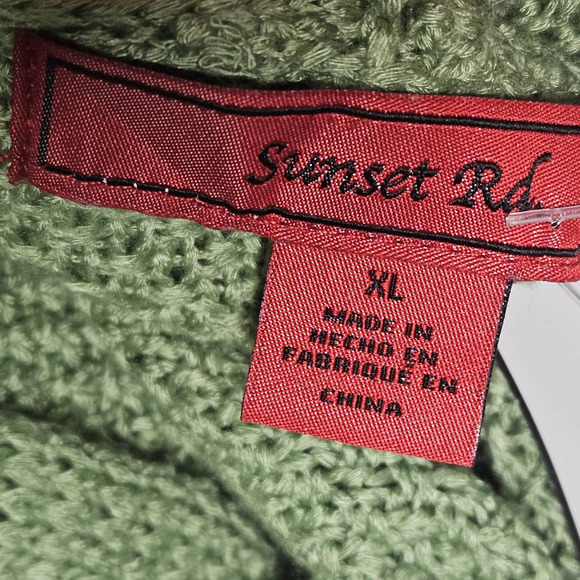 Sunset Rd.
XL
MADE IN
HECHO EN
FABRIQUÉ EN
CHINA